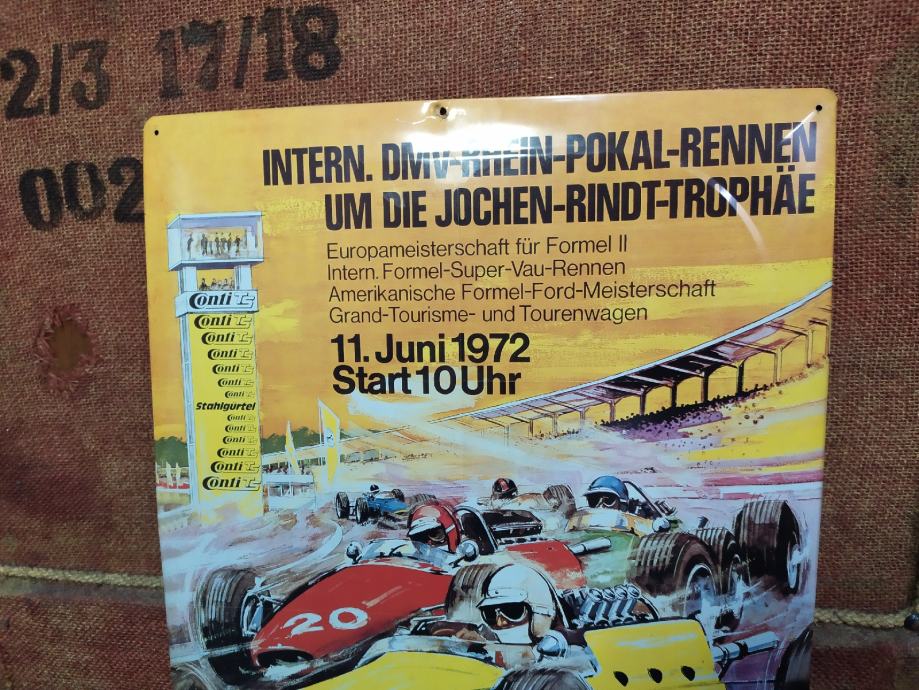 2/3 17/18
002
INTERN. DMV-RHEIN-POKAL-RENNEN
UM DIE JOCHEN-RINDT-TROPHÄE
Europameisterschaft für Formel II
Intern. Formel-Super-Vau-Rennen
Amerikanische Formel-Ford-Meisterschaft
Grand-Tourisme- und Tourenwagen
11. Juni 1972
Start 10 Uhr
Conti
Conti
Conti
Conti
Conti
Conti
Conti
Stahlgürtel
Conti
Conti
Conti
Conti
Conti
Conti
20